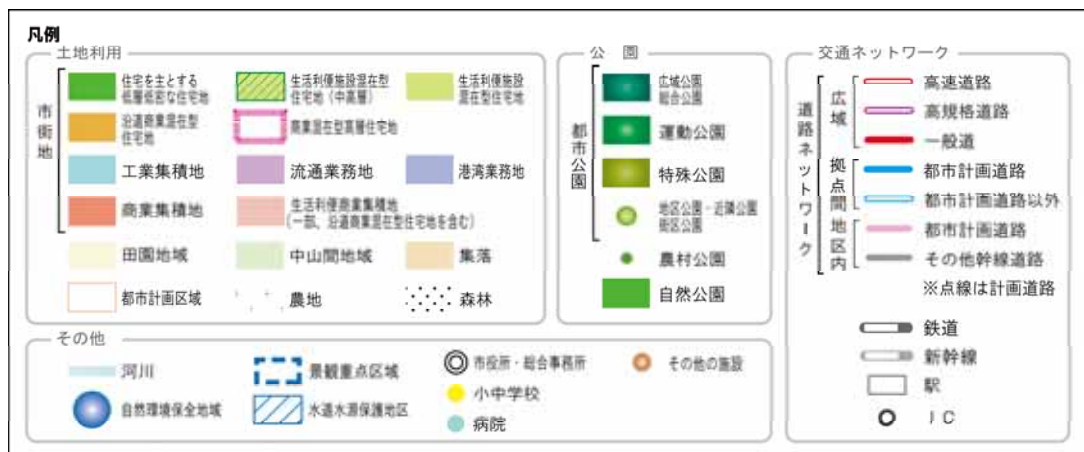 凡例
土地利用
市街地
住宅を主とする
低層低密な住宅地
生活利便施設混在型
住宅地（中高層）
生活利便施設
混在型住宅地
沿道商業混在型
住宅地
商業混在型高層住宅地
工業集積地
流通業務地
港湾業務地
商業集積地
生活利便商業集積地
（一部、沿道商業混在型住宅地を含む）
田園地域
中山間地域
集落
都市計画区域
農地
森林
公園
都市公園
広域公園
総合公園
運動公園
特殊公園
地区公園・近隣公園
街区公園
農村公園
自然公園
交通ネットワーク
道路ネットワーク
広域
高速道路
高規格道路
一般道
拠点間
都市計画道路
都市計画道路以外
地区内
都市計画道路
その他幹線道路
※点線は計画道路
鉄道
新幹線
駅
JC
その他
河川
景観重点区域
市役所・総合事務所
その他の施設
自然環境保全地域
水道水源保護地区
小中学校
病院